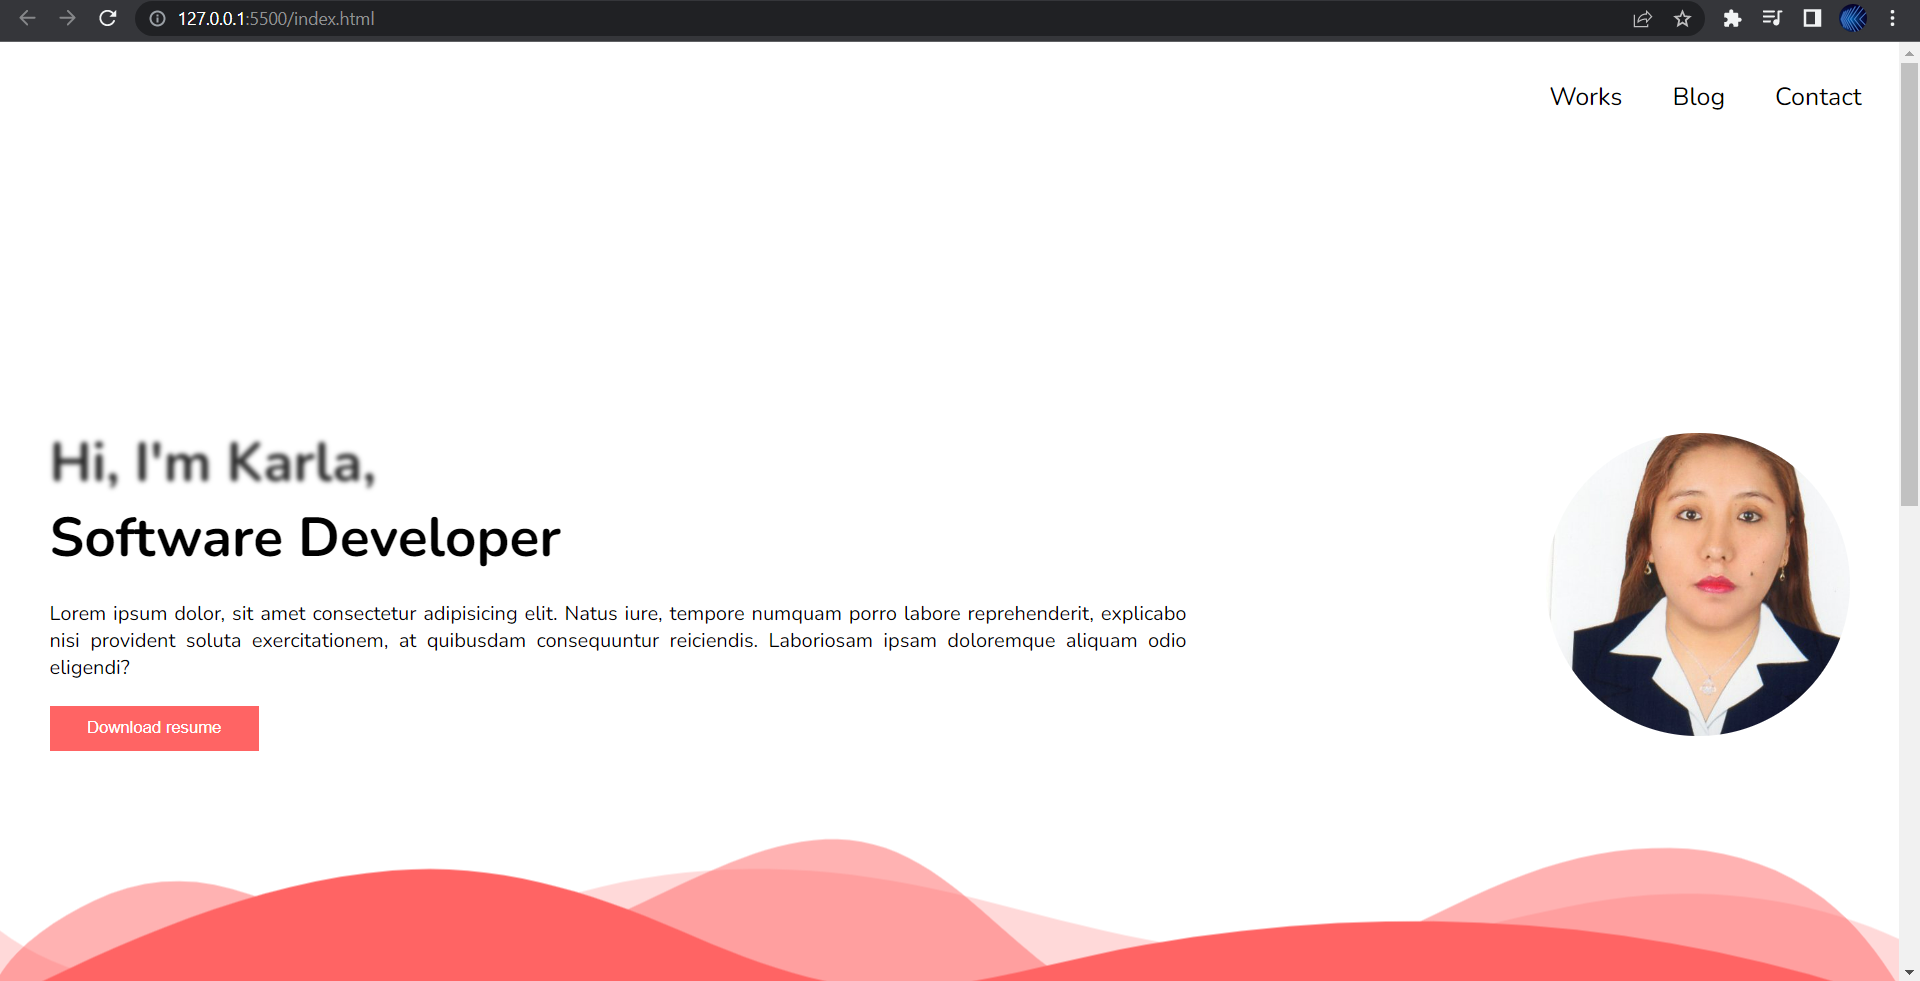 127.0.0.1:5500/index.html
Works Blog Contact
Hi, I'm Karla,
Software Developer
Lorem ipsum dolor, sit amet consectetur adipisicing elit. Natus iure, tempore numquam porro labore reprehenderit, explicabo
nisi provident soluta exercitationem, at quibusdam consequuntur reiciendis. Laboriosam ipsam doloremque aliquam odio
eligendi?
Download resume